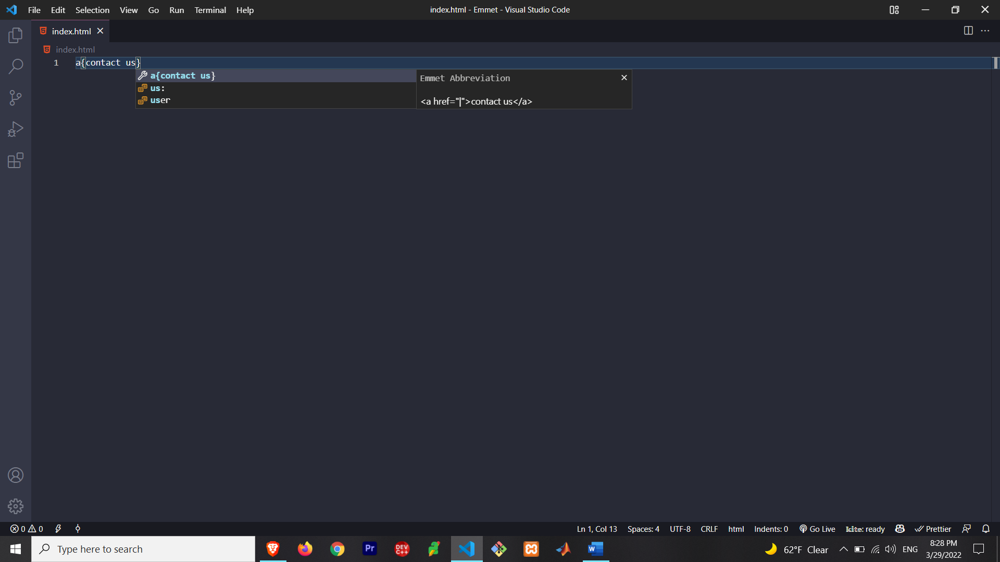 File Edit Selection View Go Run Terminal Help
index.html - Emmet - Visual Studio Code
index.html
index.html
1 a{contact us}
a{contact us}
us:
user
Emmet Abbreviation
<a href="|">contact us</a>
0 0
Ln 1, Col 13 Spaces: 4 UTF-8 CRLF html Indents: 0 Go Live kite: ready Prettier
Type here to search
Pr
DEV C++
W
62°F Clear
ENG
8:28 PM
3/29/2022